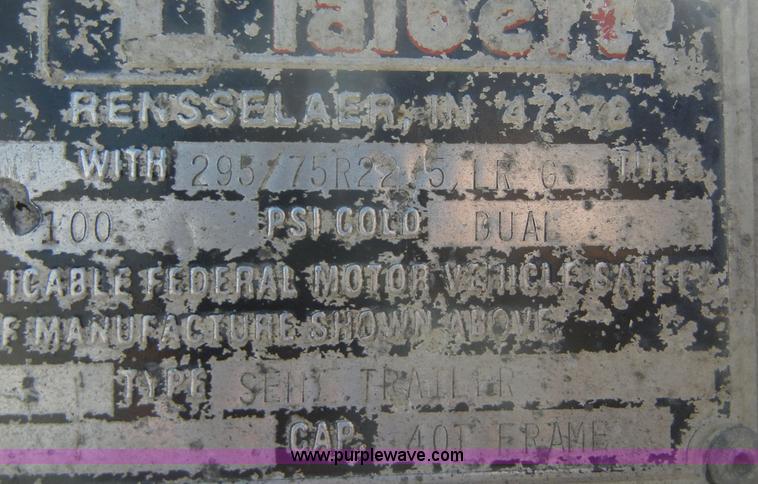 Talbert
RENSSELAER, IN 47978
WITH 295/75R22.5,LR G TIRES
100 PSI COLD DUAL
LICABLE FEDERAL MOTOR VEHICLE SAFETY
F MANUFACTURE SHOWN ABOVE
TYPE SEMI TRAILER
CAP. 40T FRAME
www.purplewave.com